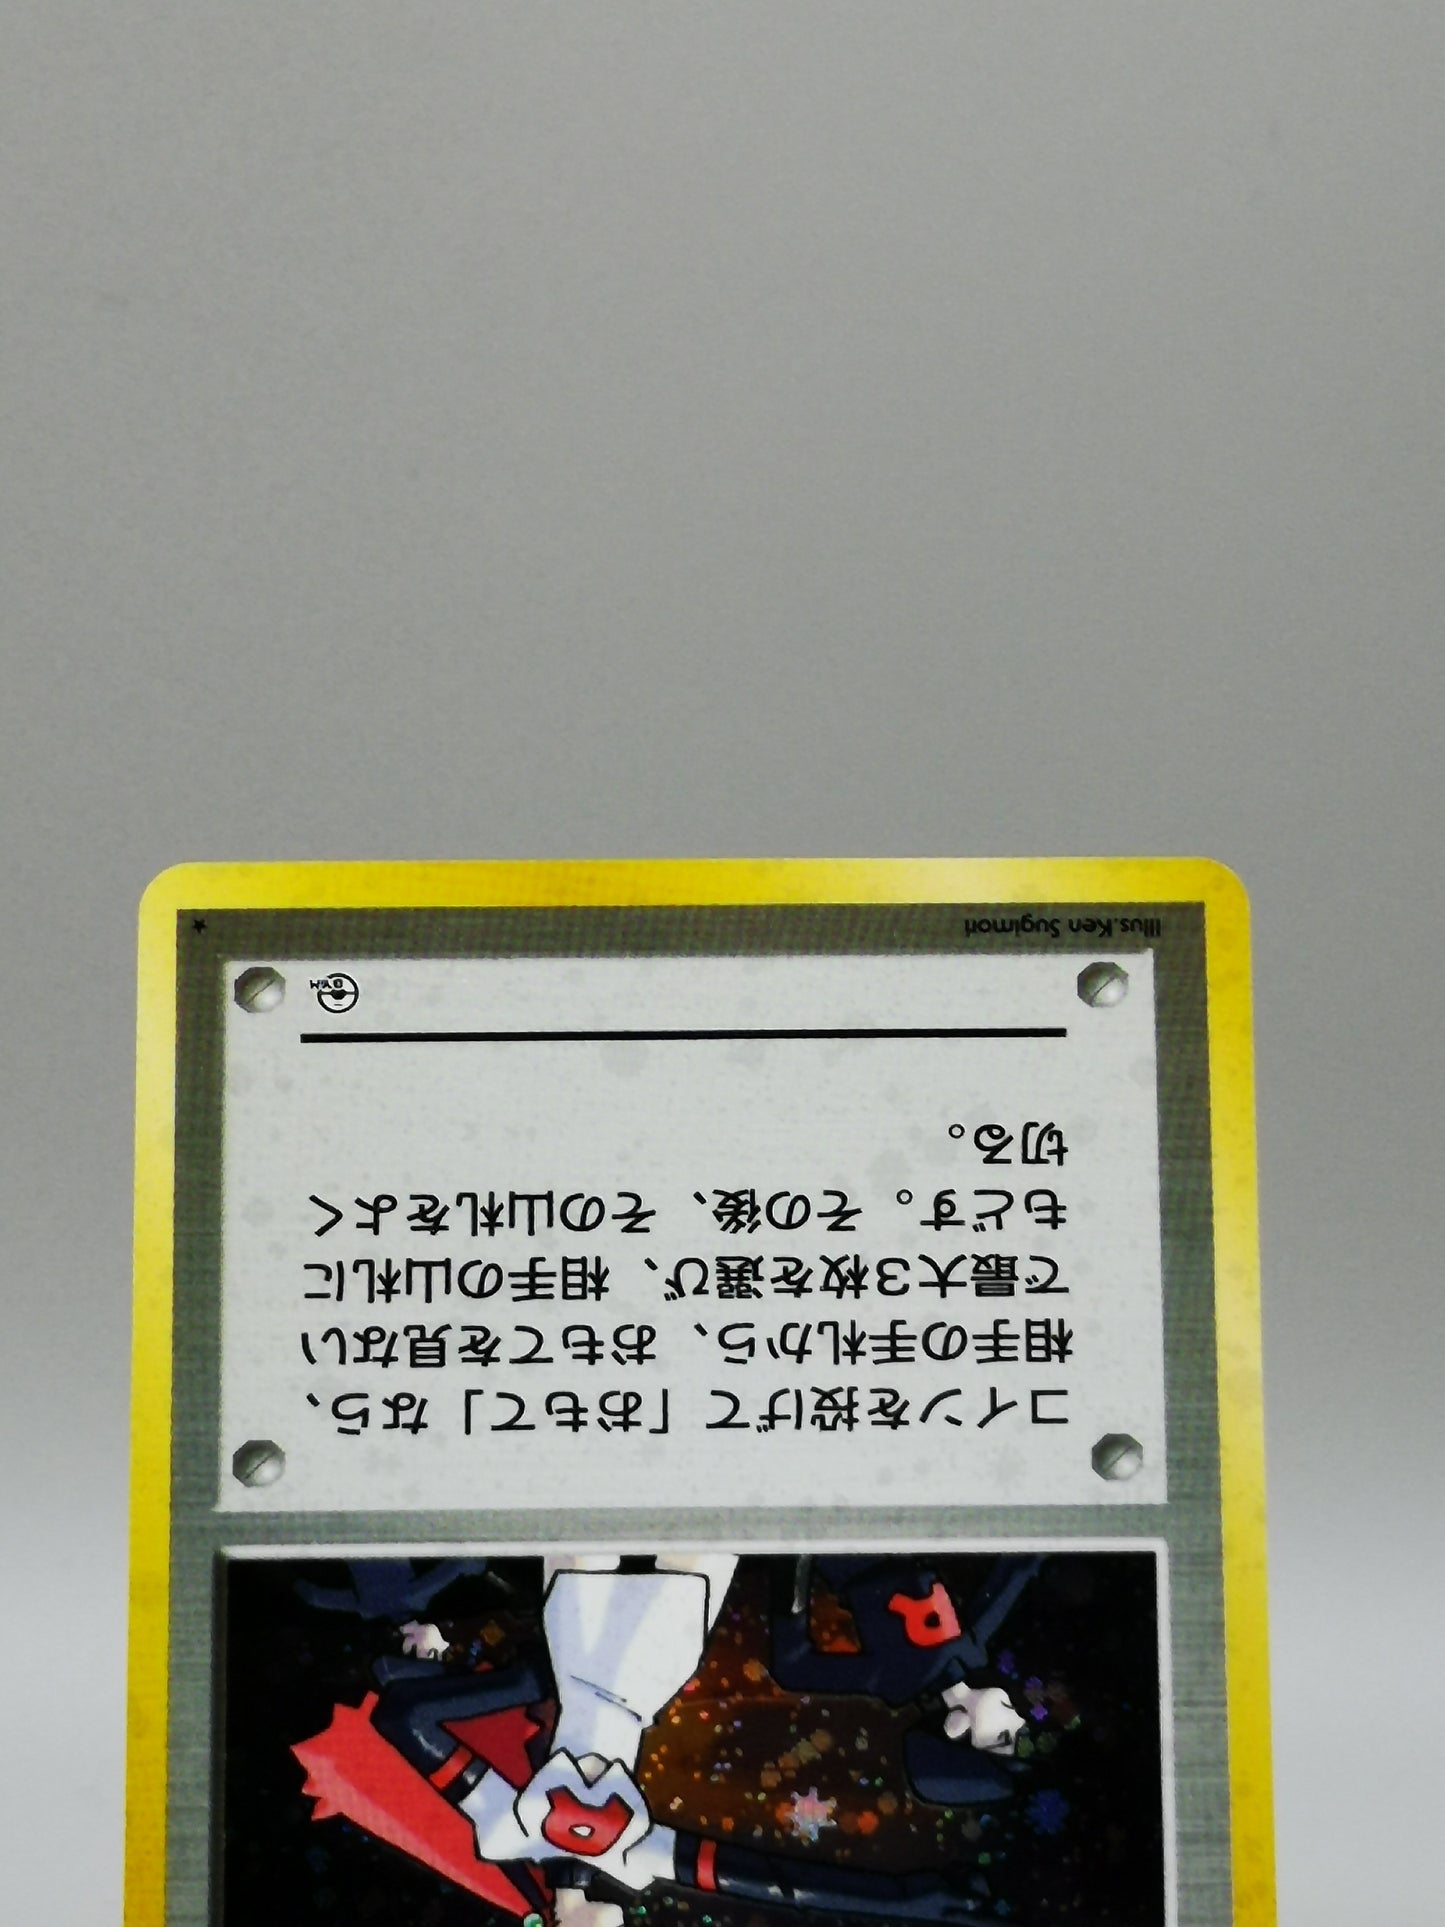 コインを投げて「おもて」なら、
相手の手札から、おもてを見ない
で最大3枚を選び、相手の山札に
もどす。その後、その山札をよく
切る。
GYM
Illus.Ken Sugimori